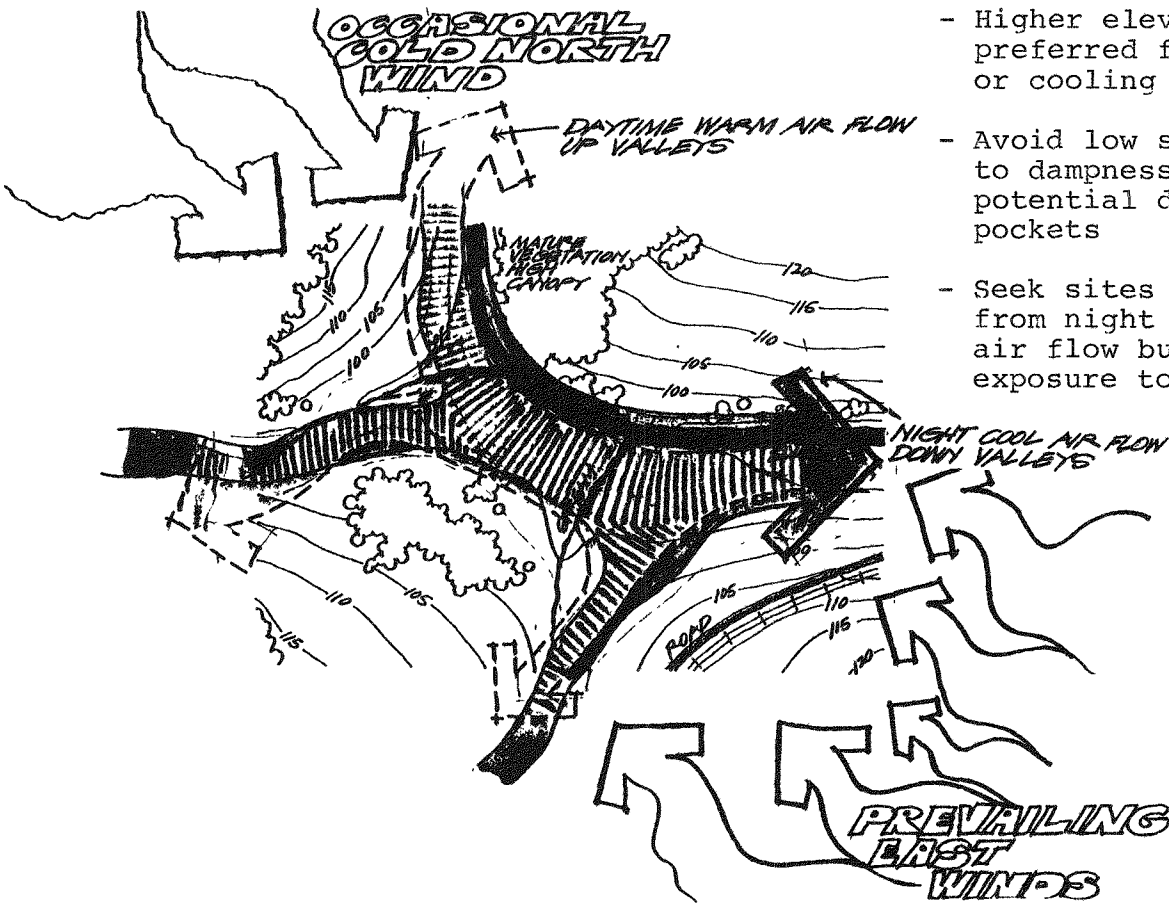 OCCASIONAL
COLD NORTH
WIND
DAYTIME WARM AIR FLOW
UP VALLEYS
MATURE
VEGETATION
HIGH
CANOPY
115
110
105
100
120
115
110
105
100
NIGHT COOL AIR FLOW
DOWN VALLEYS
115
110
105
105
110
115
120
ROAD
PREVAILING
EAST
WINDS
- Higher elev
preferred f
or cooling
- Avoid low s
to dampness
potential d
pockets
- Seek sites
from night
air flow bu
exposure to